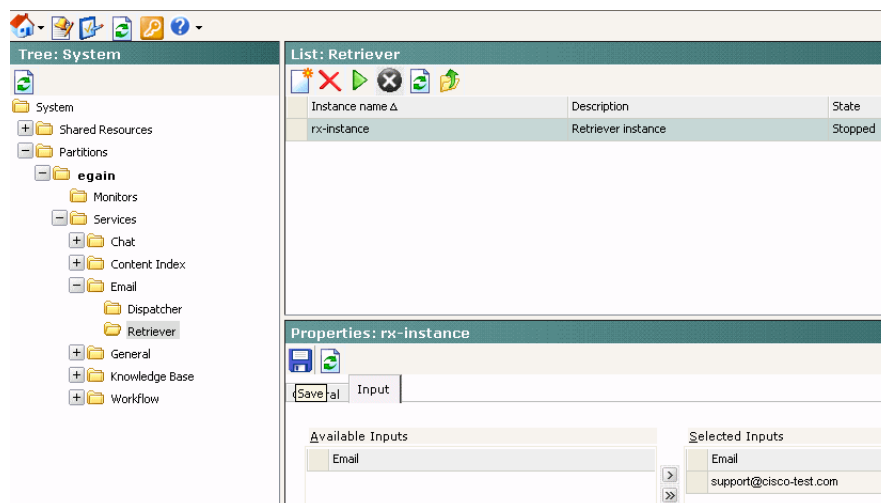 Tree: System
System
Shared Resources
Partitions
egain
Monitors
Services
Chat
Content Index
Email
Dispatcher
Retriever
General
Knowledge Base
Workflow
List: Retriever
Instance name Description State
rx-instance Retriever instance Stopped
Properties: rx-instance
Save
Input
Available Inputs
Email
Selected Inputs
Email
support@cisco-test.com